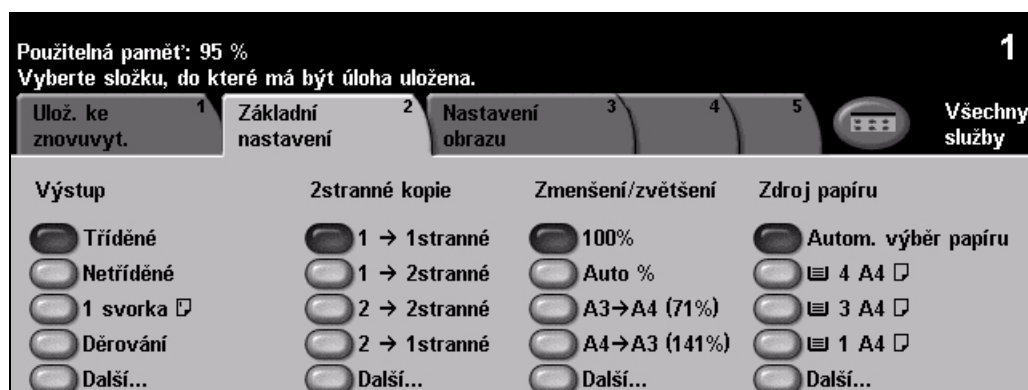 Použitelná paměť: 95 %
1
Vyberte složku, do které má být úloha uložena.
Ulož. ke znovuvyt.
1
Základní nastavení
2
Nastavení obrazu
3
4
5
Všechny služby
Výstup
Tříděné
Netříděné
1 svorka
Děrování
Další...
2stranné kopie
1 → 1stranné
1 → 2stranné
2 → 2stranné
2 → 1stranné
Další...
Zmenšení/zvětšení
100%
Auto %
A3→A4 (71%)
A4→A3 (141%)
Další...
Zdroj papíru
Autom. výběr papíru
4 A4
3 A4
1 A4
Další...